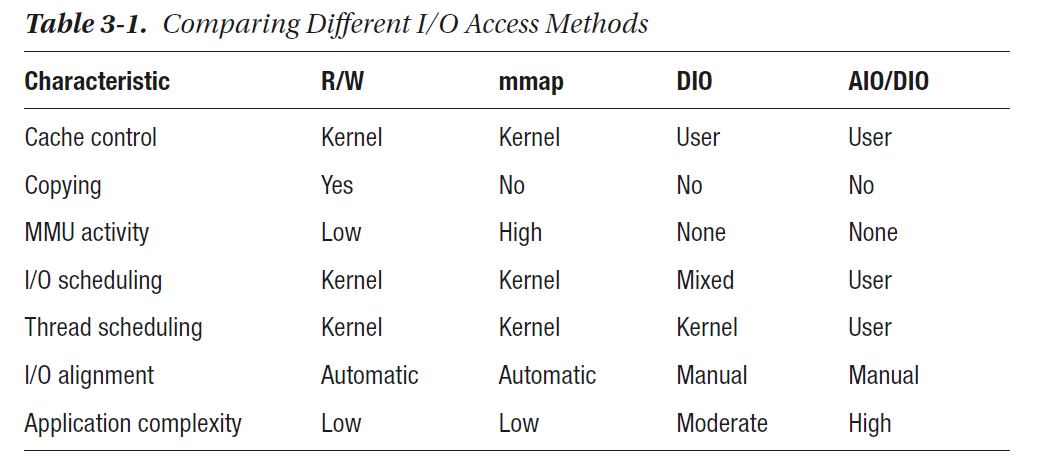 Table 3-1. Comparing Different I/O Access Methods
Characteristic R/W mmap DIO AIO/DIO
Cache control Kernel Kernel User User
Copying Yes No No No
MMU activity Low High None None
I/O scheduling Kernel Kernel Mixed User
Thread scheduling Kernel Kernel Kernel User
I/O alignment Automatic Automatic Manual Manual
Application complexity Low Low Moderate High